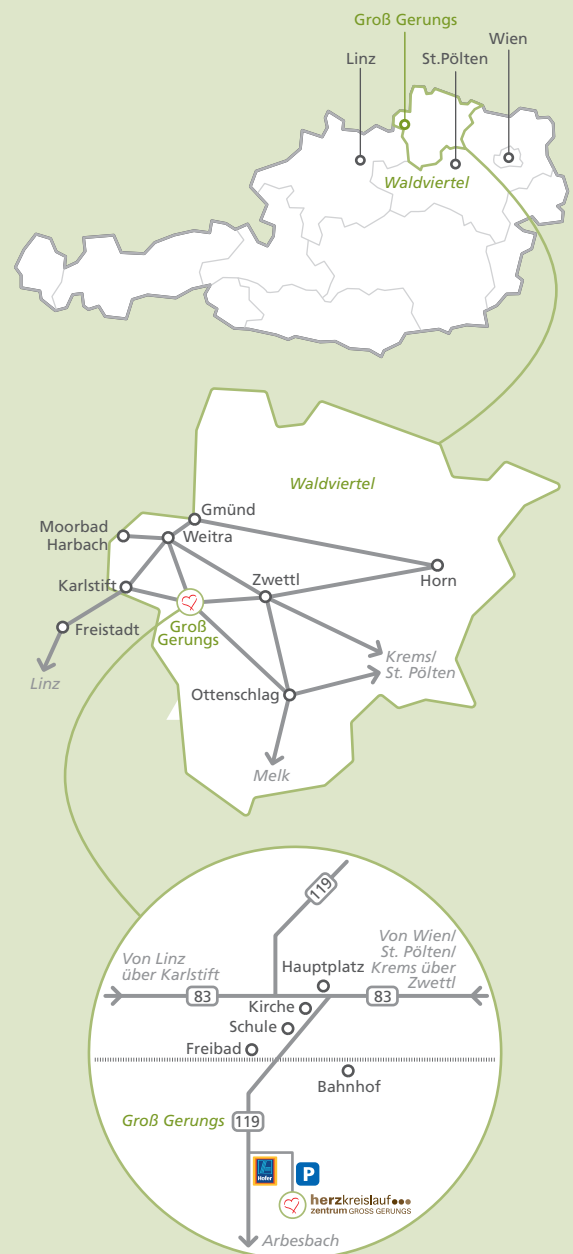 Groß Gerungs
Wien
Linz
St.Pölten
Waldviertel
Waldviertel
Gmünd
Moorbad
Harbach
Weitra
Karlstift
Zwettl
Horn
Groß
Gerungs
Freistadt
Krems/
St. Pölten
Linz
Ottenschlag
Melk
119
Von Linz
über Karlstift
Von Wien/
St. Pölten/
Krems über
Zwettl
Hauptplatz
83
83
Kirche
Schule
Freibad
Bahnhof
Groß Gerungs
119
Hofer
P
herzkreislauf
zentrum GROSS GERUNGS
Arbesbach